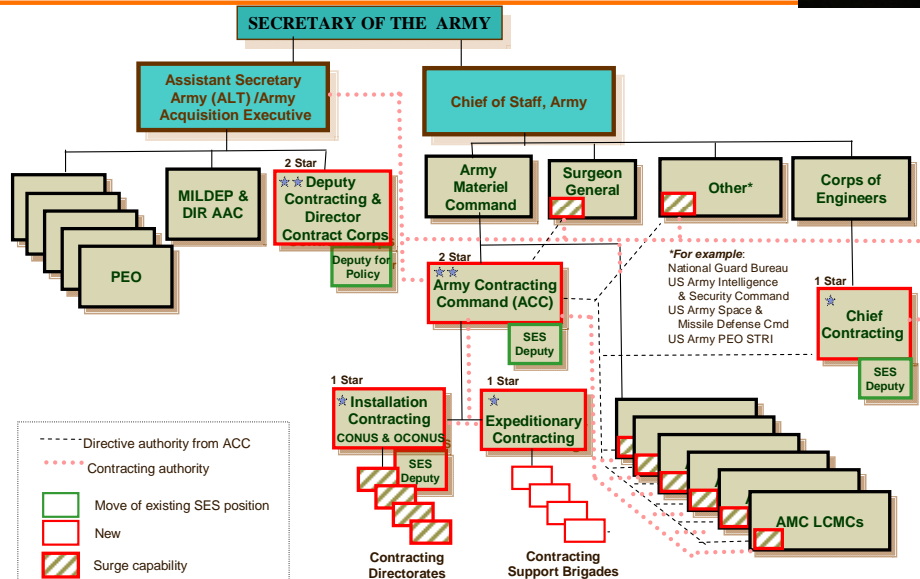 SECRETARY OF THE ARMY
Assistant Secretary
Army (ALT) /Army
Acquisition Executive
Chief of Staff, Army
PEO
MILDEP &
DIR AAC
2 Star
Deputy
Contracting &
Director
Contract Corps
Deputy for
Policy
Army
Materiel
Command
Surgeon
General
Other*
Corps of
Engineers
2 Star
Army Contracting
Command (ACC)
SES
Deputy
*For example:
National Guard Bureau
US Army Intelligence
& Security Command
US Army Space &
Missile Defense Cmd
US Army PEO STRI
1 Star
Chief
Contracting
SES
Deputy
1 Star
Installation
Contracting
CONUS & OCONUS
SES
Deputy
1 Star
Expeditionary
Contracting
Contracting
Directorates
Contracting
Support Brigades
AMC LCMCs
Directive authority from ACC
Contracting authority
Move of existing SES position
New
Surge capability